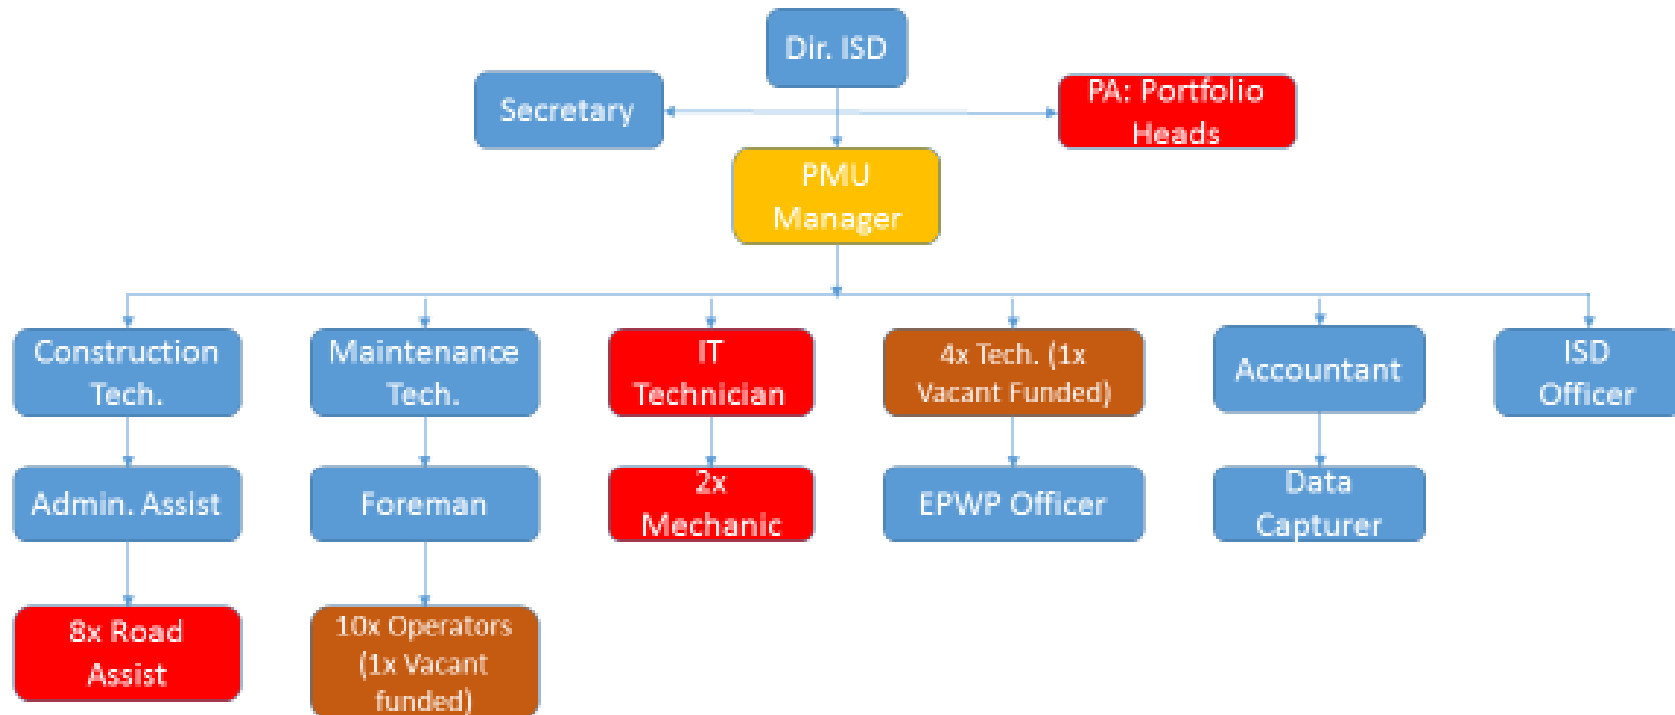 Dir. ISD
Secretary
PA: Portfolio
Heads
PMU
Manager
Construction
Tech.
Maintenance
Tech.
IT
Technician
4x Tech. (1x
Vacant Funded)
Accountant
ISD
Officer
Admin. Assist
Foreman
2x
Mechanic
EPWP Officer
Data
Capturer
8x Road
Assist
10x Operators
(1x Vacant
funded)